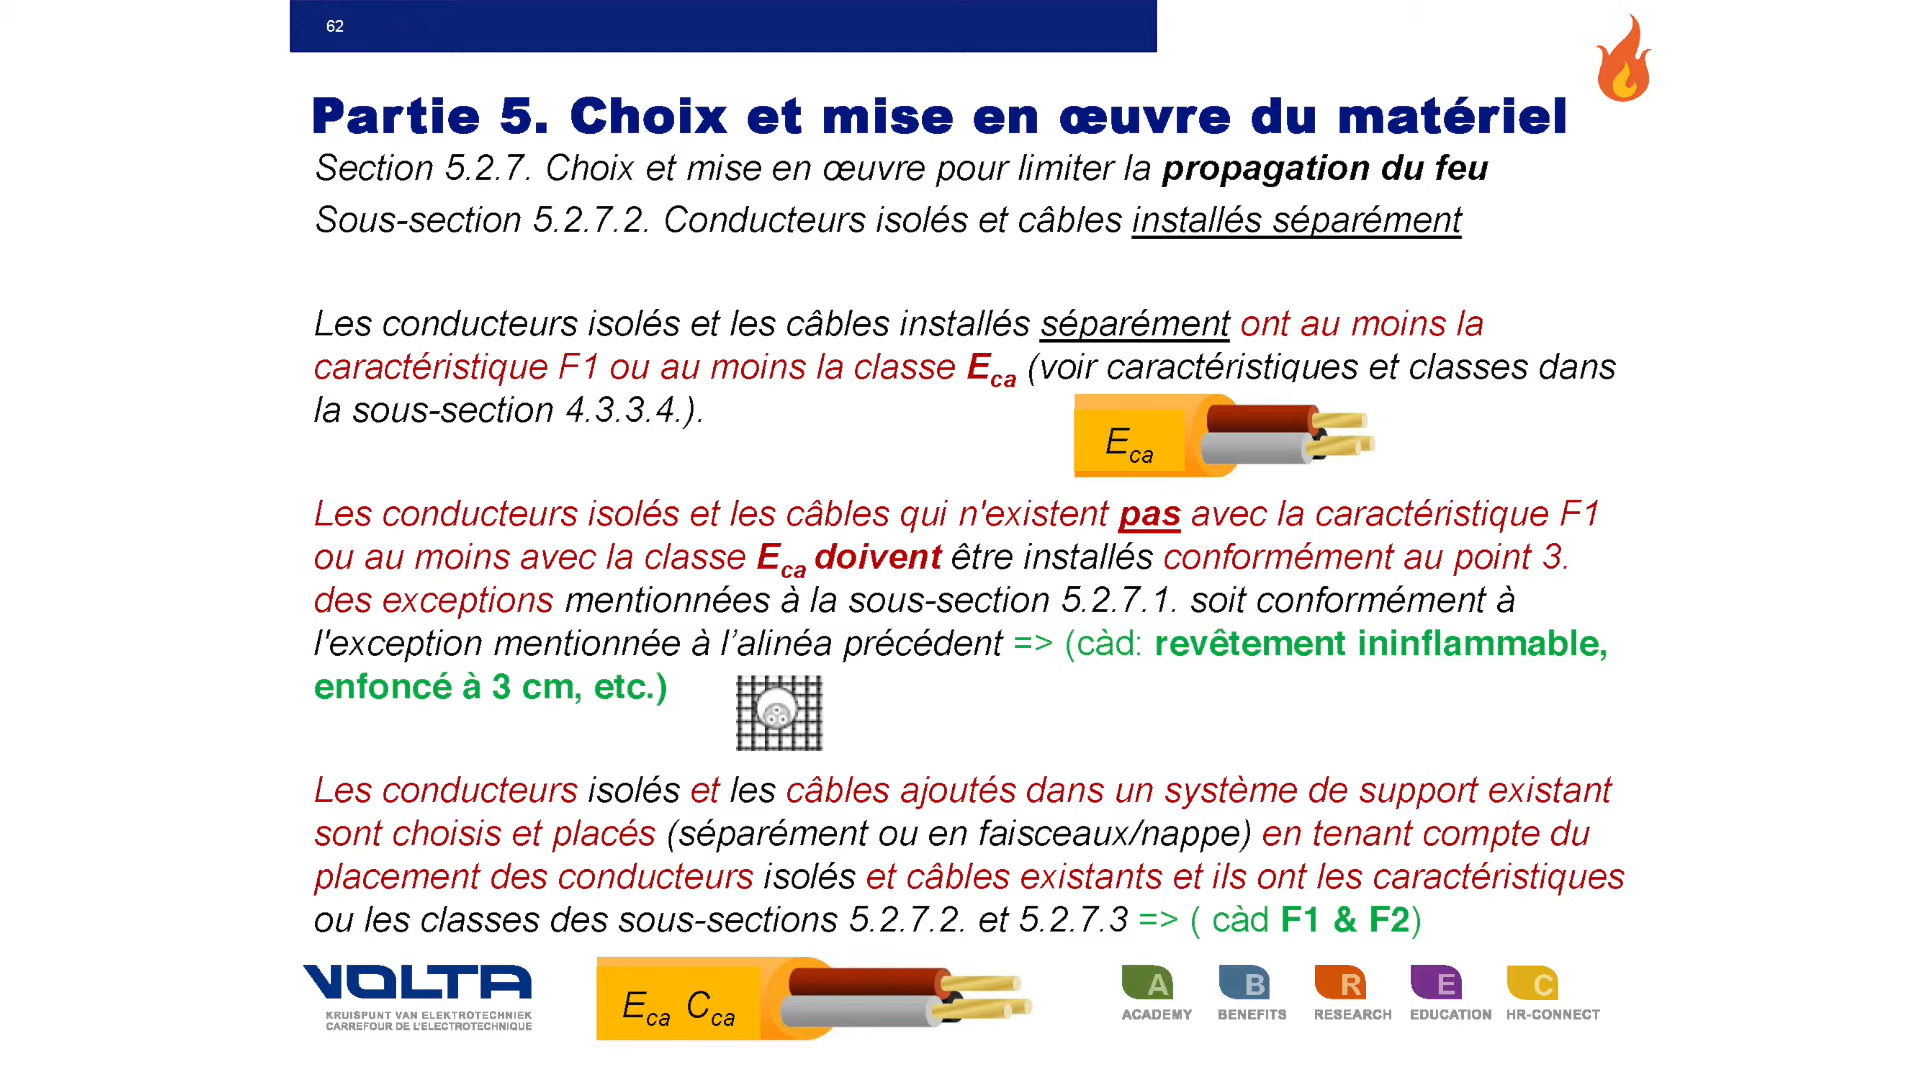 62
Partie 5. Choix et mise en œuvre du matériel
Section 5.2.7. Choix et mise en œuvre pour limiter la propagation du feu
Sous-section 5.2.7.2. Conducteurs isolés et câbles installés séparément
Les conducteurs isolés et les câbles installés séparément ont au moins la
caractéristique F1 ou au moins la classe Eca (voir caractéristiques et classes dans
la sous-section 4.3.3.4.).
Eca
Les conducteurs isolés et les câbles qui n'existent pas avec la caractéristique F1
ou au moins avec la classe Eca doivent être installés conformément au point 3.
des exceptions mentionnées à la sous-section 5.2.7.1. soit conformément à
l'exception mentionnée à l’alinéa précédent => (càd: revêtement ininflammable,
enfoncé à 3 cm, etc.)
Les conducteurs isolés et les câbles ajoutés dans un système de support existant
sont choisis et placés (séparément ou en faisceaux/nappe) en tenant compte du
placement des conducteurs isolés et câbles existants et ils ont les caractéristiques
ou les classes des sous-sections 5.2.7.2. et 5.2.7.3 => ( càd F1 & F2)
VOLTA
KRUISPUNT VAN ELEKTROTECHNIEK
CARREFOUR DE L'ELECTROTECHNIQUE
Eca Cca
A B R E C
ACADEMY BENEFITS RESEARCH EDUCATION HR-CONNECT